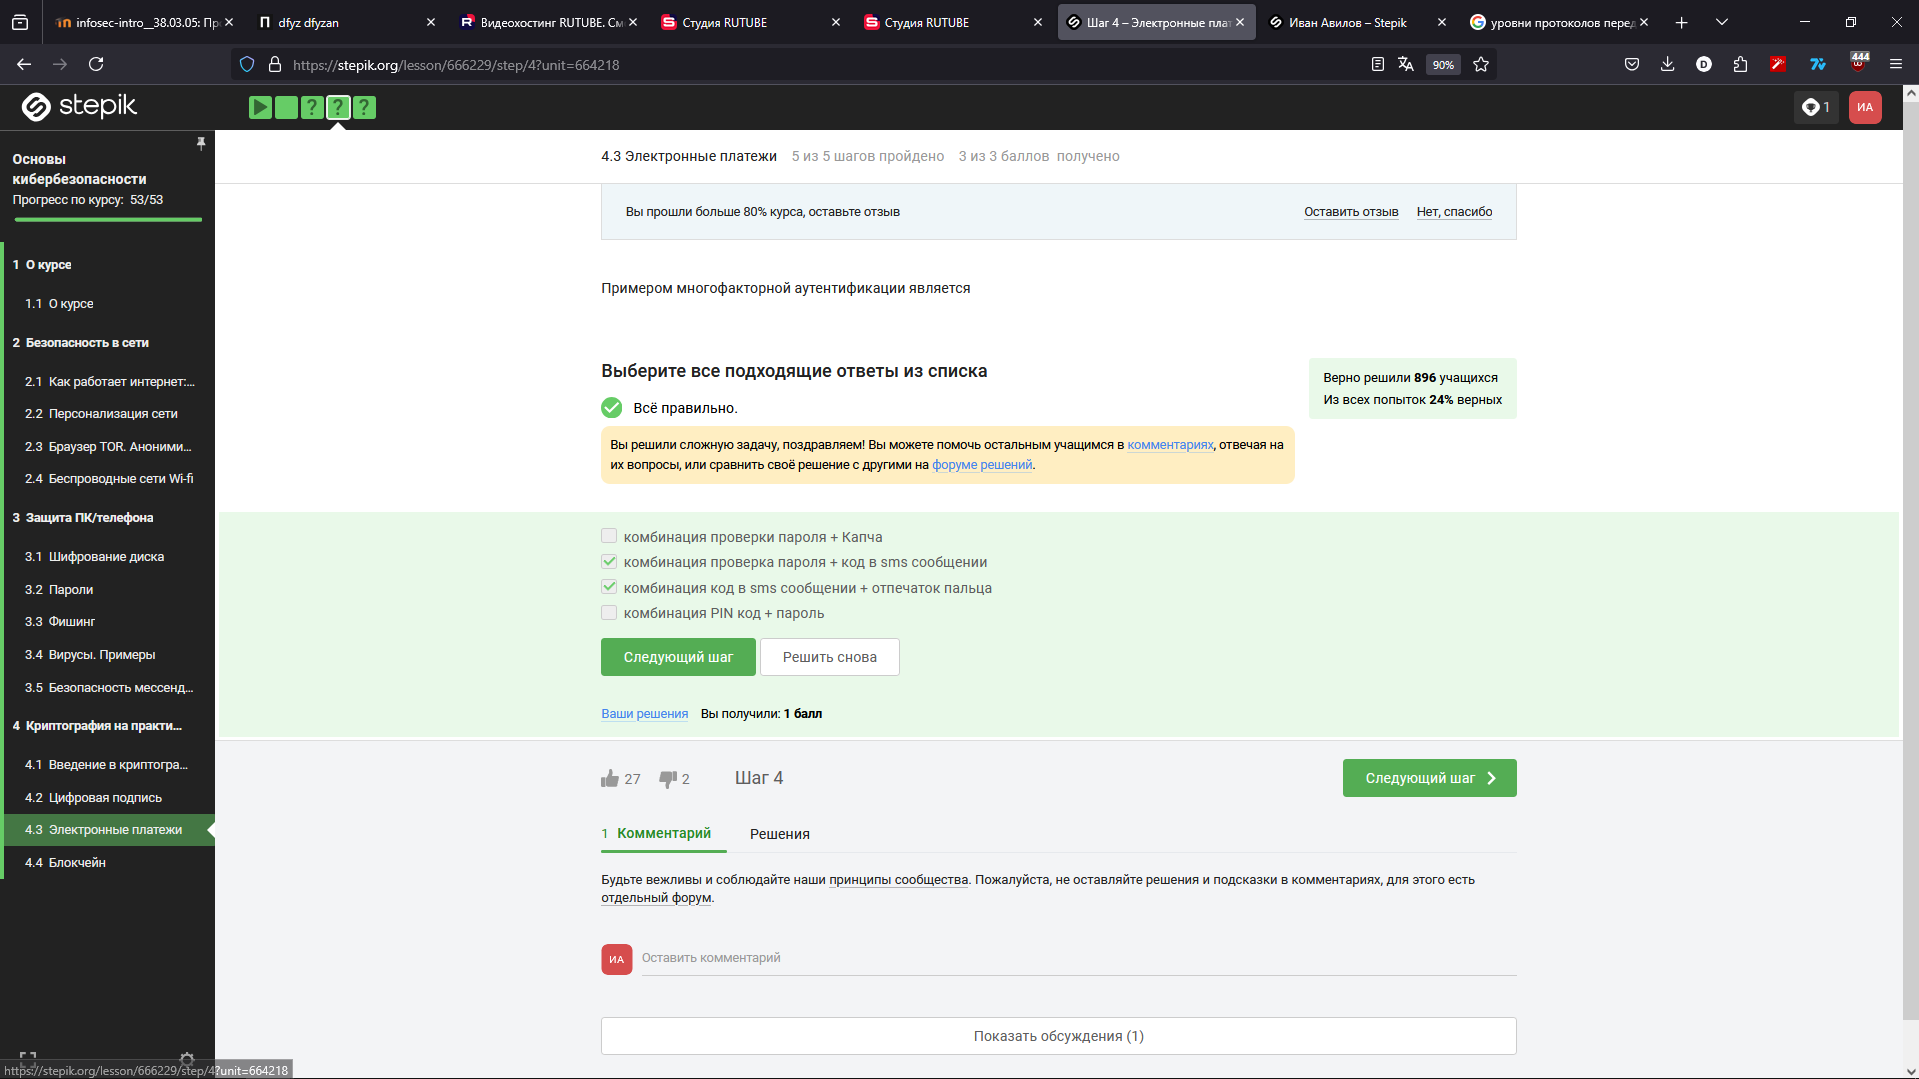 infosec-intro__38.03.05: Пр
dfyz dfyzan
Видеохостинг RUTUBE. См
Студия RUTUBE
Студия RUTUBE
Шаг 4 – Электронные плат
Иван Авилов – Stepik
уровни протоколов перед
https://stepik.org/lesson/666229/step/4?unit=664218
90%
444
stepik
1
ИА
Основы
кибербезопасности
Прогресс по курсу: 53/53
1 О курсе
1.1 О курсе
2 Безопасность в сети
2.1 Как работает интернет:...
2.2 Персонализация сети
2.3 Браузер TOR. Аноними...
2.4 Беспроводные сети Wi-fi
3 Защита ПК/телефона
3.1 Шифрование диска
3.2 Пароли
3.3 Фишинг
3.4 Вирусы. Примеры
3.5 Безопасность мессенд...
4 Криптография на практи...
4.1 Введение в криптогра...
4.2 Цифровая подпись
4.3 Электронные платежи
4.4 Блокчейн
4.3 Электронные платежи 5 из 5 шагов пройдено 3 из 3 баллов получено
Вы прошли больше 80% курса, оставьте отзыв
Оставить отзыв Нет, спасибо
Примером многофакторной аутентификации является
Выберите все подходящие ответы из списка
Верно решили 896 учащихся
Из всех попыток 24% верных
Всё правильно.
Вы решили сложную задачу, поздравляем! Вы можете помочь остальным учащимся в комментариях, отвечая на
их вопросы, или сравнить своё решение с другими на форуме решений.
комбинация проверки пароля + Капча
комбинация проверка пароля + код в sms сообщении
комбинация код в sms сообщении + отпечаток пальца
комбинация PIN код + пароль
Следующий шаг Решить снова
Ваши решения Вы получили: 1 балл
27 2 Шаг 4
Следующий шаг
1 Комментарий Решения
Будьте вежливы и соблюдайте наши принципы сообщества. Пожалуйста, не оставляйте решения и подсказки в комментариях, для этого есть
отдельный форум.
ИА
Оставить комментарий
Показать обсуждения (1)
https://stepik.org/lesson/666229/step/4?unit=664218